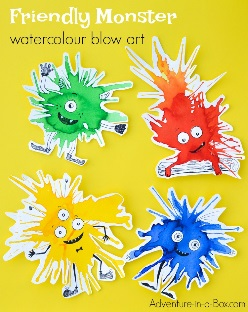 Friendly Monster
watercolour blow art
Adventure-in-a-Box.com